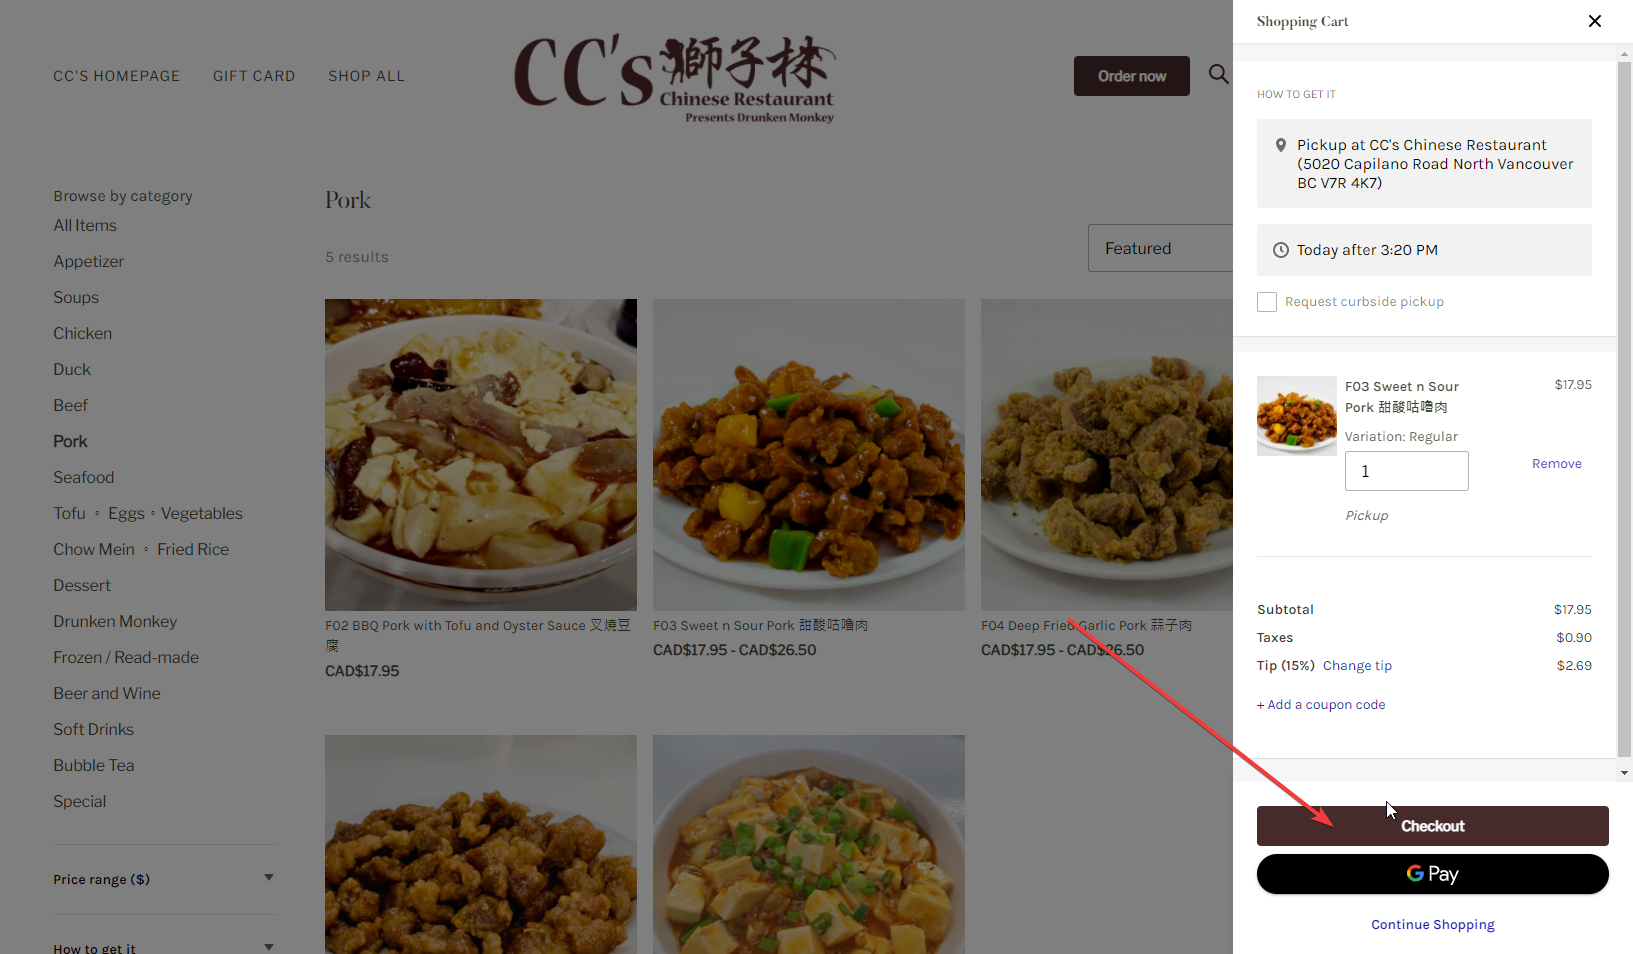 CC'S HOMEPAGE
GIFT CARD
SHOP ALL
CC's獅子林
Chinese Restaurant
Presents Drunken Monkey
Order now
Browse by category
All Items
Appetizer
Soups
Chicken
Duck
Beef
Pork
Seafood
Tofu ◦ Eggs◦Vegetables
Chow Mein ◦ Fried Rice
Dessert
Drunken Monkey
Frozen / Read-made
Beer and Wine
Soft Drinks
Bubble Tea
Special
Price range ($)
How to get it
Pork
5 results
Featured
F02 BBQ Pork with Tofu and Oyster Sauce 叉燒豆
腐
CAD$17.95
F03 Sweet n Sour Pork 甜酸咕嚕肉
CAD$17.95 - CAD$26.50
F04 Deep Fried Garlic Pork 蒜子肉
CAD$17.95 - CAD$26.50
Shopping Cart
HOW TO GET IT
Pickup at CC's Chinese Restaurant
(5020 Capilano Road North Vancouver
BC V7R 4K7)
Today after 3:20 PM
Request curbside pickup
F03 Sweet n Sour
Pork 甜酸咕嚕肉
$17.95
Variation: Regular
1
Remove
Pickup
Subtotal $17.95
Taxes $0.90
Tip (15%) Change tip $2.69
+ Add a coupon code
Checkout
G Pay
Continue Shopping